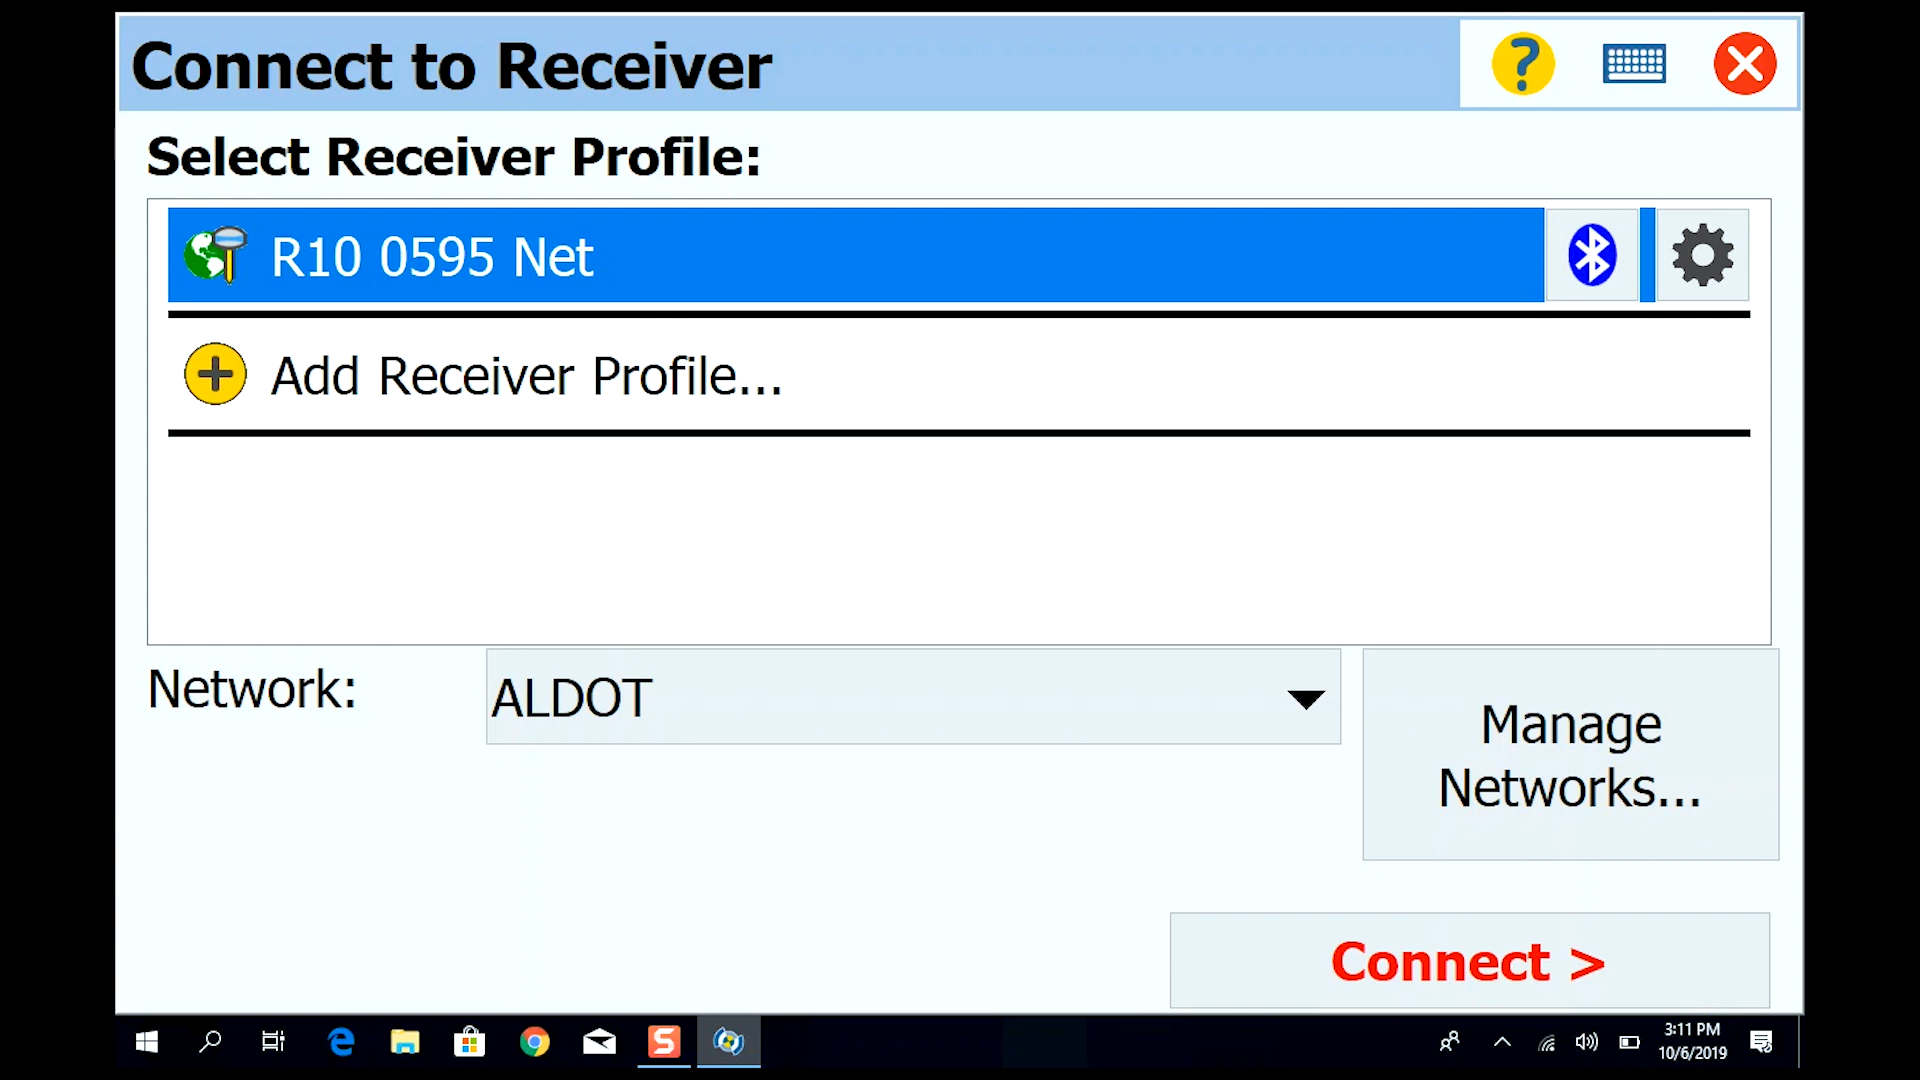 Connect to Receiver
Select Receiver Profile:
R10 0595 Net
Add Receiver Profile...
Network:
ALDOT
Manage
Networks...
Connect >
3:11 PM
10/6/2019